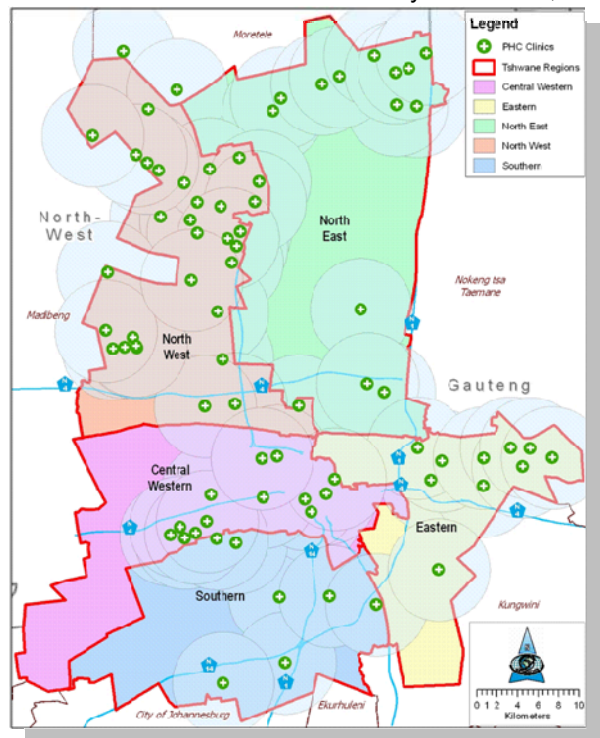 Moretele
Legend
PHC Clinics
Tshwane Regions
Central Western
Eastern
North East
North West
Southern
North-
West
North
East
Nokeng tsa
Taemane
Madibeng
North
West
Gauteng
Central
Western
Eastern
Southern
Kungwini
City of Johannesburg
Ekurhuleni
0 1 2 4 6 8 10
Kilometers